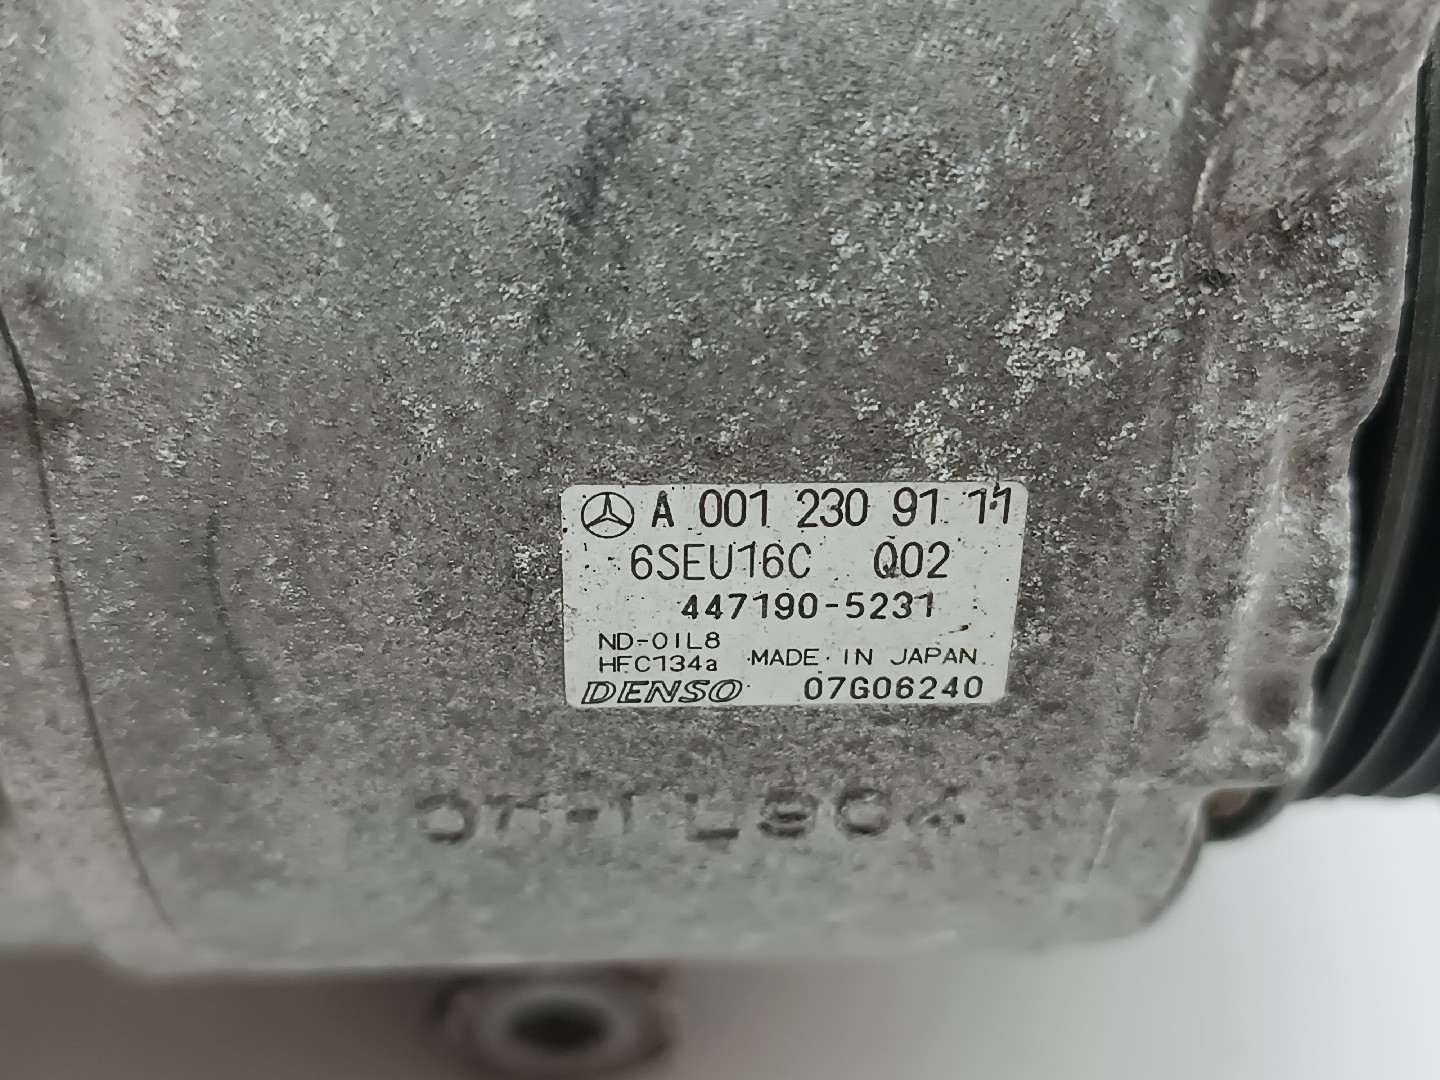 A 001 230 91 11
6SEU16C Q02
447190-5231
ND-OIL8
HFC134a MADE IN JAPAN
DENSO 07G06240